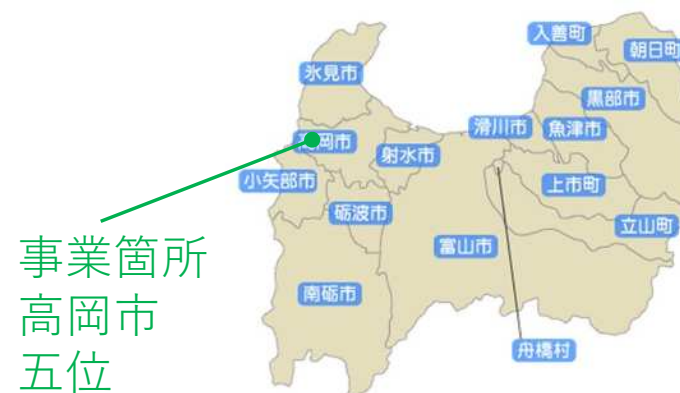 入善町
朝日町
氷見市
黒部市
滑川市
魚津市
高岡市
射水市
小矢部市
上市町
砺波市
立山町
富山市
事業箇所
高岡市
五位
南砺市
舟橋村